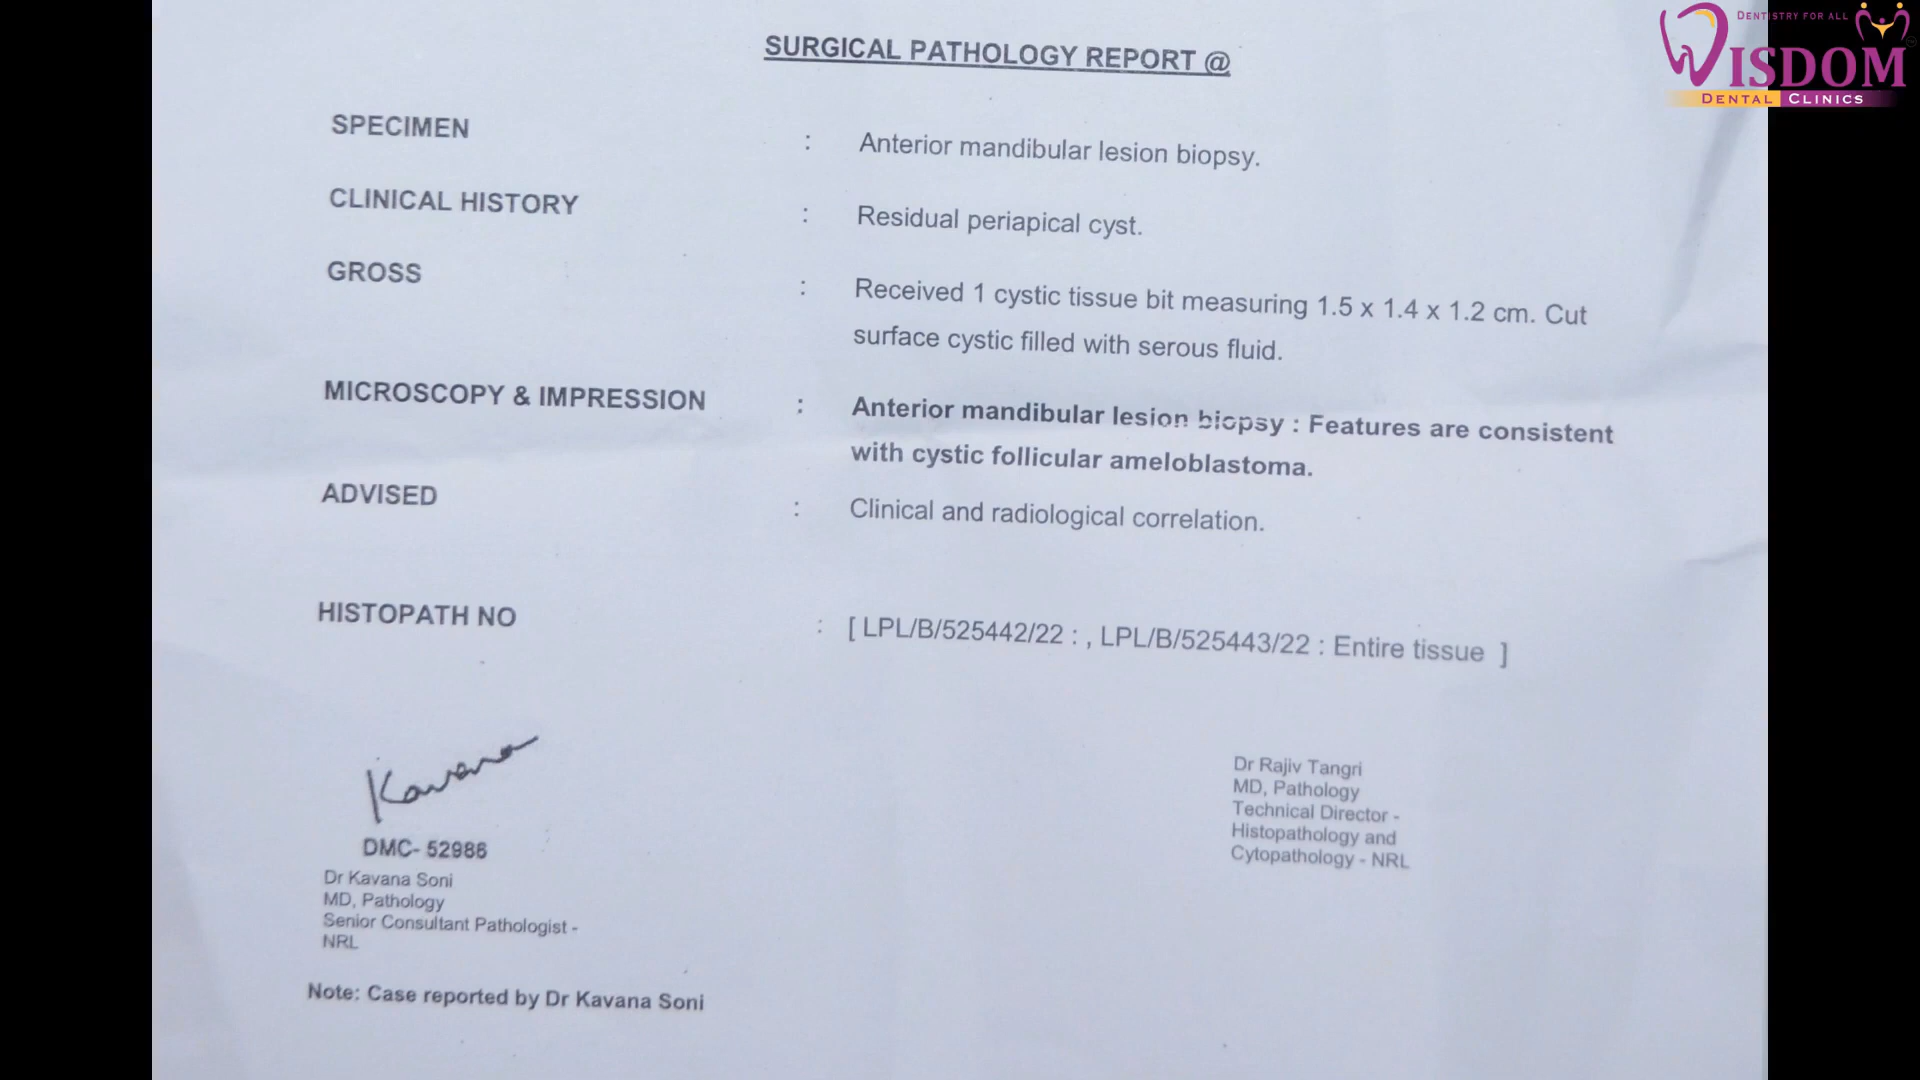 DENTISTRY FOR ALL
WISDOM
DENTAL CLINICS
SURGICAL PATHOLOGY REPORT @
SPECIMEN : Anterior mandibular lesion biopsy.
CLINICAL HISTORY : Residual periapical cyst.
GROSS : Received 1 cystic tissue bit measuring 1.5 x 1.4 x 1.2 cm. Cut
surface cystic filled with serous fluid.
MICROSCOPY & IMPRESSION : Anterior mandibular lesion biopsy : Features are consistent
with cystic follicular ameloblastoma.
ADVISED : Clinical and radiological correlation.
HISTOPATH NO : [ LPL/B/525442/22 : , LPL/B/525443/22 : Entire tissue ]
Kavana
DMC- 52986
Dr Kavana Soni
MD, Pathology
Senior Consultant Pathologist -
NRL
Dr Rajiv Tangri
MD, Pathology
Technical Director -
Histopathology and
Cytopathology - NRL
Note: Case reported by Dr Kavana Soni